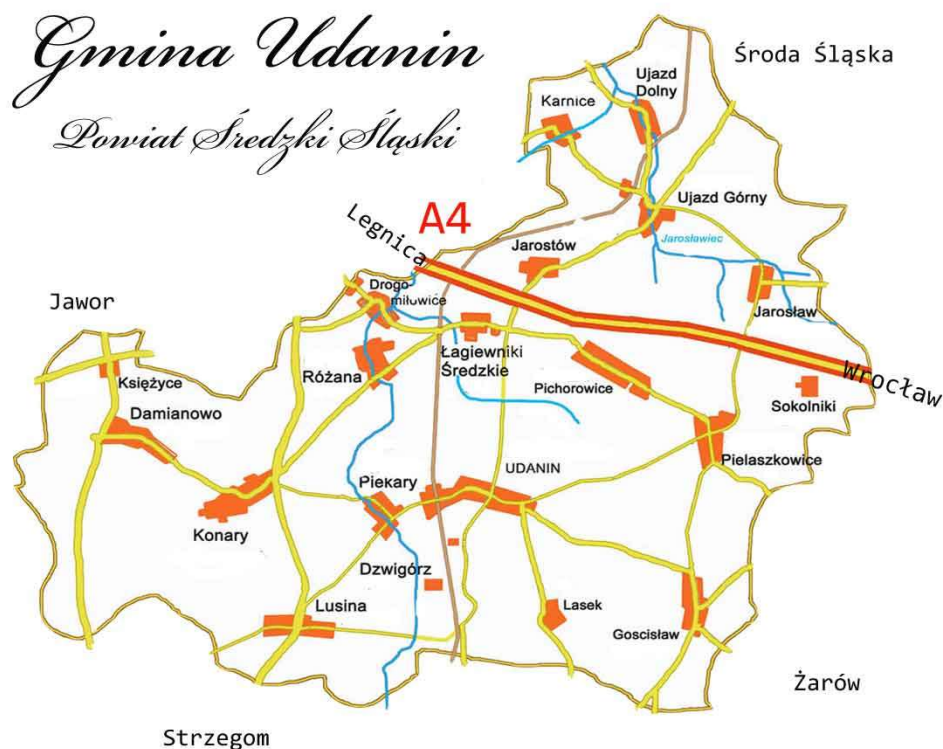 Gmina Udanin
Powiat Średzki Śląski
Środa Śląska
Ujazd
Dolny
Karnice
Ujazd Górny
A4
Legnica
Jarosławiec
Jarostów
Jawor
Drogo
miłowice
Jarosław
Łagiewniki
Średzkie
Księżyce
Różana
Pichorowice
Wrocław
Sokolniki
Damianowo
Pielaszkowice
UDANIN
Piekary
Konary
Dzwigórz
Lusina
Lasek
Goscisław
Żarów
Strzegom